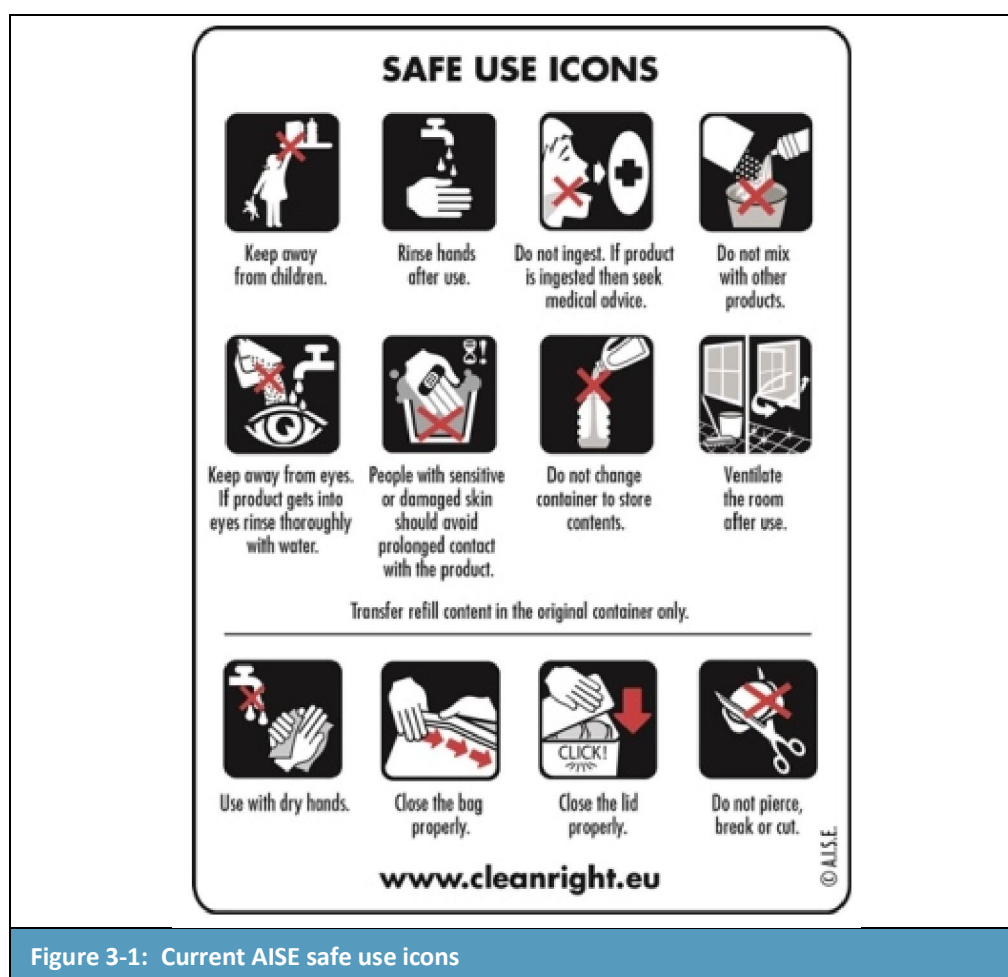 SAFE USE ICONS
Keep away
from children.
Rinse hands
after use.
Do not ingest. If product
is ingested then seek
medical advice.
Do not mix
with other
products.
Keep away from eyes.
If product gets into
eyes rinse thoroughly
with water.
People with sensitive
or damaged skin
should avoid
prolonged contact
with the product.
Do not change
container to store
contents.
Ventilate
the room
after use.
Transfer refill content in the original container only.
CLICK!
Use with dry hands.
Close the bag
properly.
Close the lid
properly.
Do not pierce,
break or cut.
© A.I.S.E.
www.cleanright.eu
Figure 3-1: Current AISE safe use icons